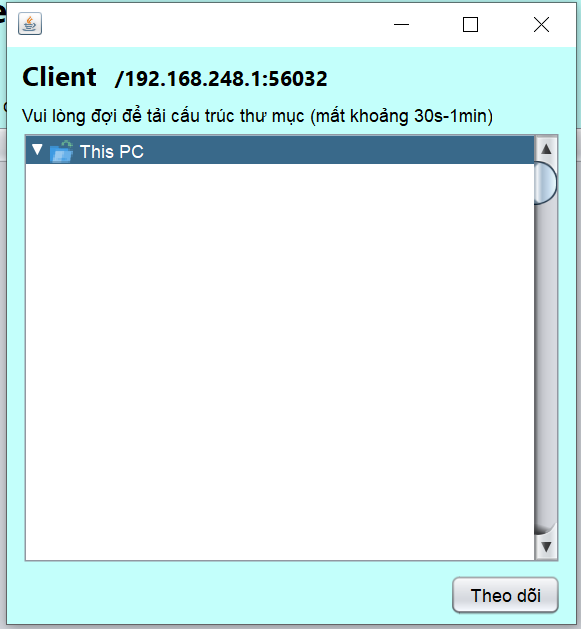 Client /192.168.248.1:56032
Vui lòng đợi để tải cấu trúc thư mục (mất khoảng 30s-1min)
This PC
Theo dõi